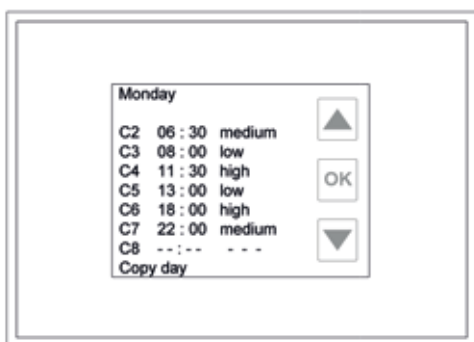 Monday
C2 06 : 30 medium
C3 08 : 00 low
C4 11 : 30 high
OK
C5 13 : 00 low
C6 18 : 00 high
C7 22 : 00 medium
C8 - - : - - - - -
Copy day